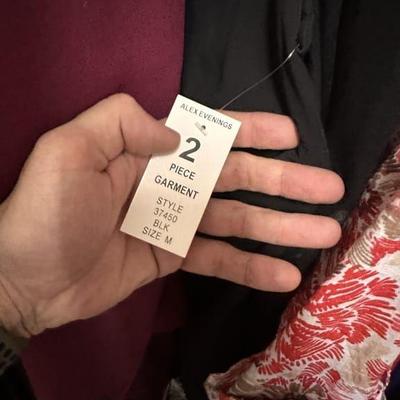 ALEX EVENINGS
2
PIECE
GARMENT
STYLE
37450
BLK
SIZE M